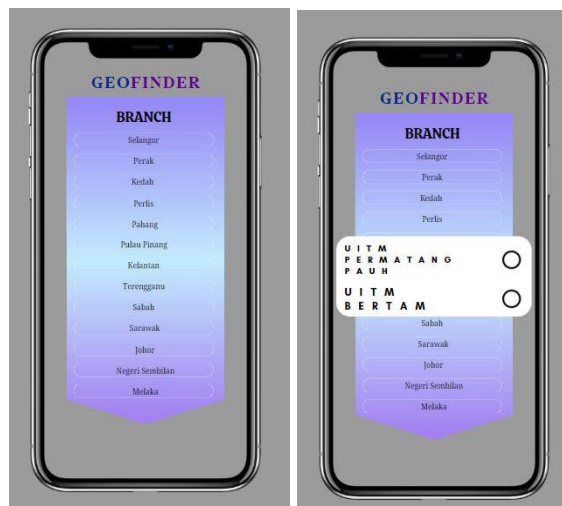 GEOFINDER
BRANCH
Selangor
Perak
Kedah
Perlis
Pahang
Pulau Pinang
Kelantan
Terengganu
Sabah
Sarawak
Johor
Negeri Sembilan
Melaka
GEOFINDER
BRANCH
Selangor
Perak
Kedah
Perlis
UITM
PERMATANG
PAUH
UITM
BERTAM
Sabah
Sarawak
Johor
Negeri Sembilan
Melaka